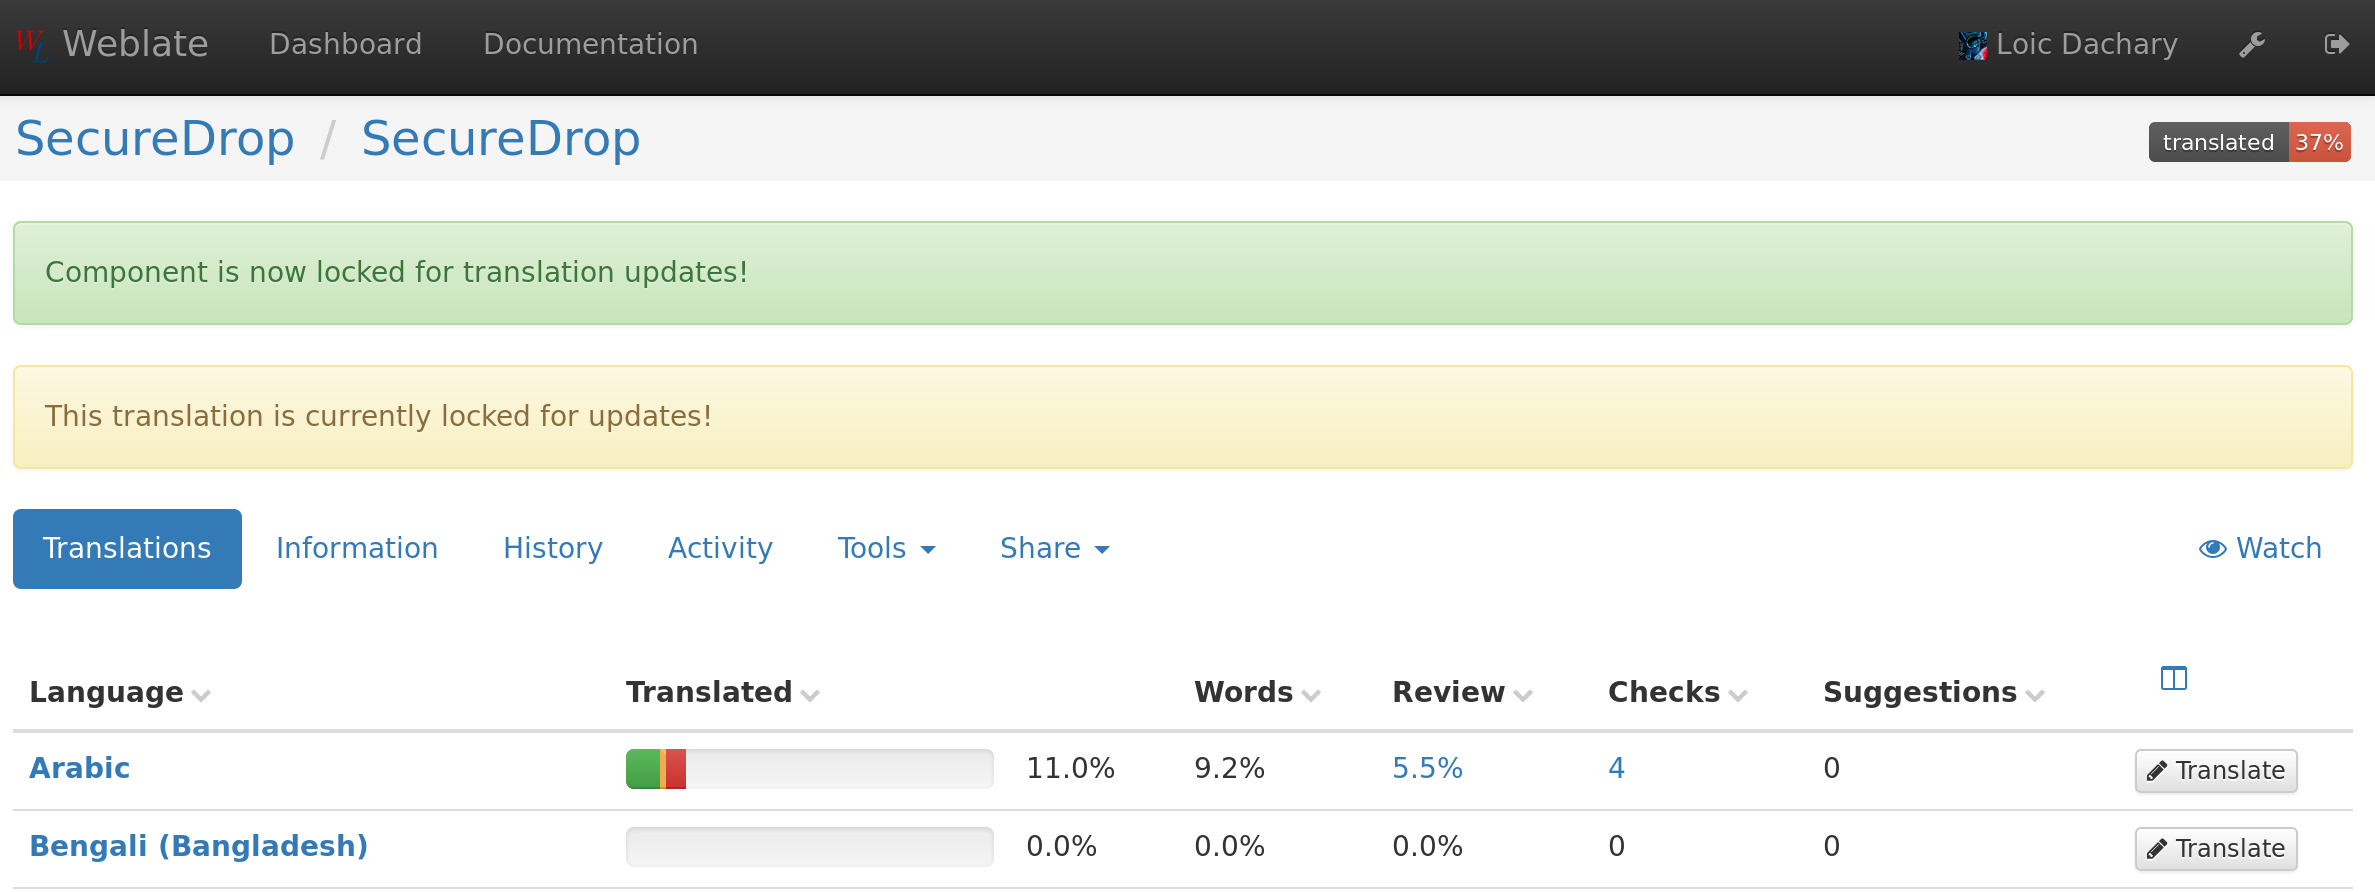 WL Weblate Dashboard Documentation Loic Dachary
SecureDrop / SecureDrop translated 37%
Component is now locked for translation updates!
This translation is currently locked for updates!
Translations Information History Activity Tools Share Watch
Language Translated Words Review Checks Suggestions
Arabic 11.0% 9.2% 5.5% 4 0 Translate
Bengali (Bangladesh) 0.0% 0.0% 0.0% 0 0 Translate